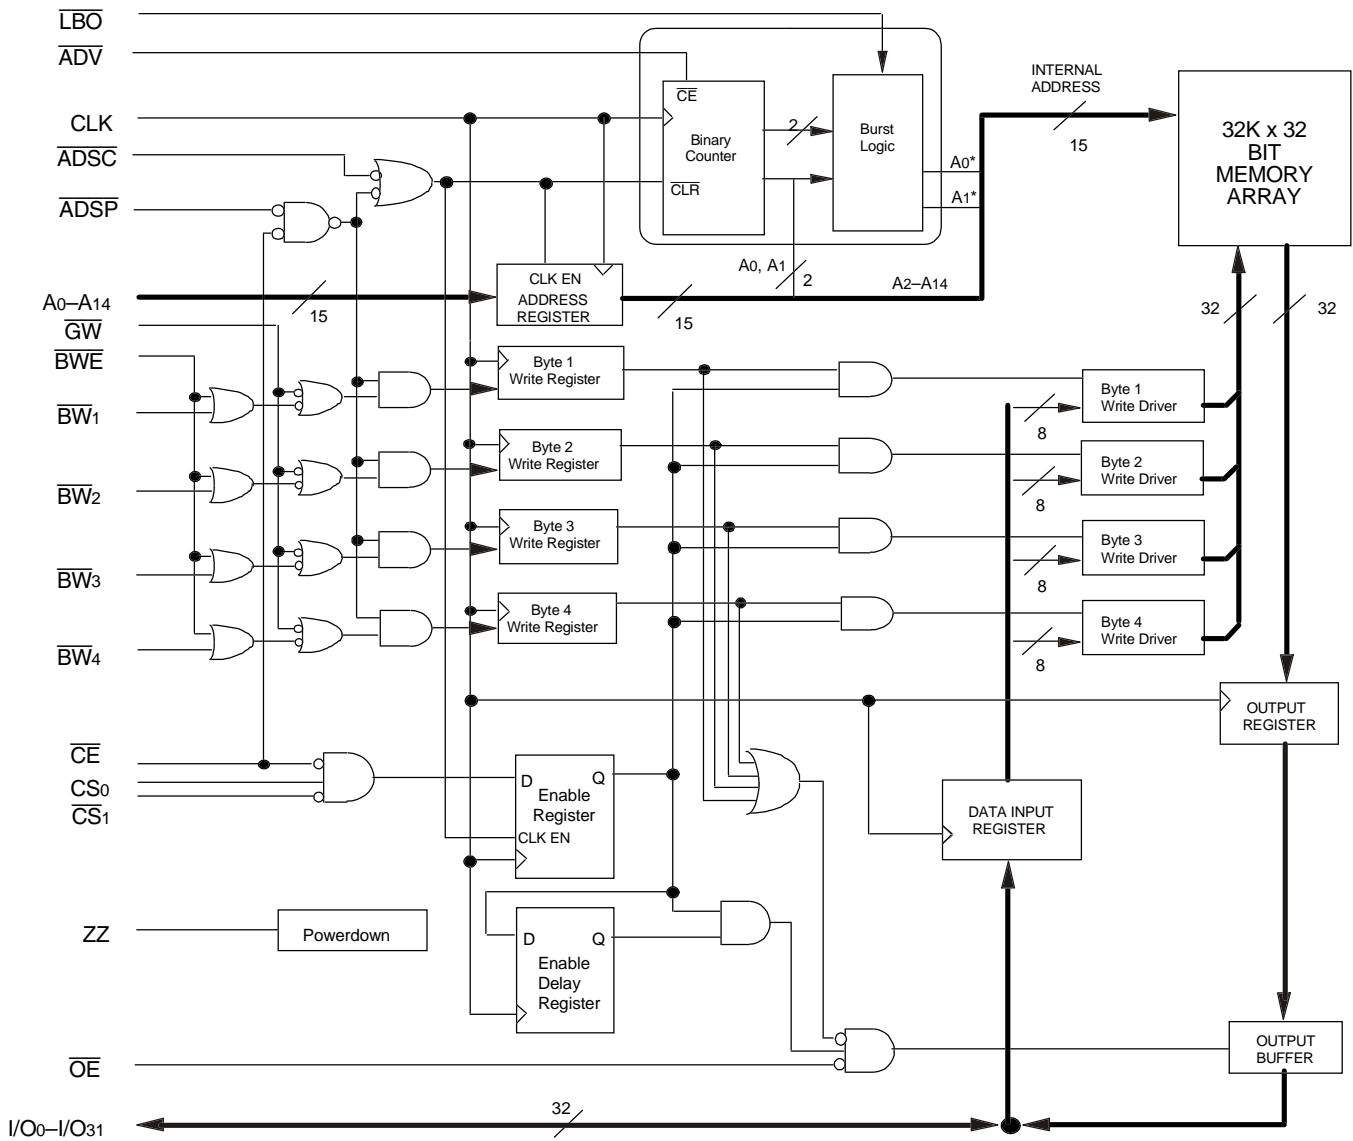 LBO
ADV
CLK
ADSC
ADSP
A0–A14
GW
BWE
BW1
BW2
BW3
BW4
CE
CS0
CS1
ZZ
OE
I/O0–I/O31
CE
Binary
Counter
CLR
2
Burst
Logic
A0*
A1*
INTERNAL
ADDRESS
15
32K x 32
BIT
MEMORY
ARRAY
A0, A1
2
A2–A14
15
CLK EN
ADDRESS
REGISTER
15
32
32
Byte 1
Write Register
Byte 2
Write Register
Byte 3
Write Register
Byte 4
Write Register
8
Byte 1
Write Driver
8
Byte 2
Write Driver
8
Byte 3
Write Driver
8
Byte 4
Write Driver
OUTPUT
REGISTER
D
Q
Enable
Register
CLK EN
DATA INPUT
REGISTER
Powerdown
D
Q
Enable
Delay
Register
OUTPUT
BUFFER
32